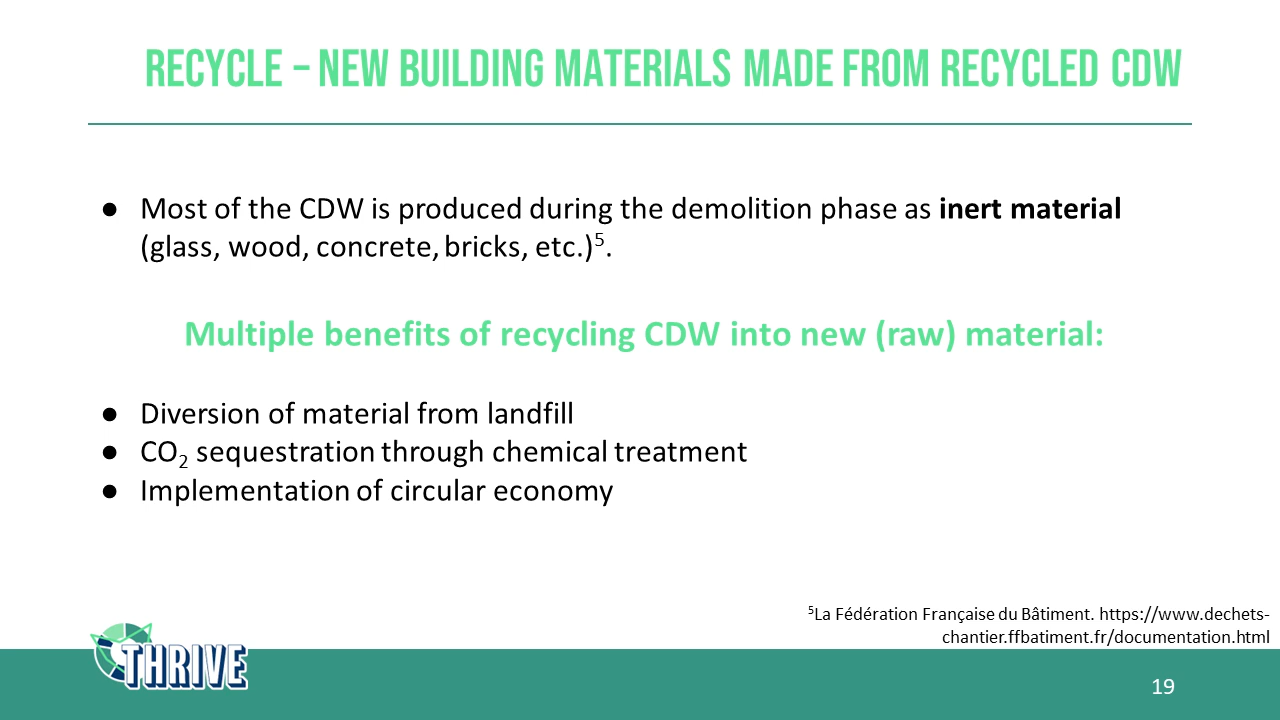 RECYCLE – NEW BUILDING MATERIALS MADE FROM RECYCLED CDW
● Most of the CDW is produced during the demolition phase as inert material
(glass, wood, concrete, bricks, etc.)⁵.
Multiple benefits of recycling CDW into new (raw) material:
● Diversion of material from landfill
● CO₂ sequestration through chemical treatment
● Implementation of circular economy
⁵La Fédération Française du Bâtiment. https://www.dechets-
chantier.ffbatiment.fr/documentation.html
THRIVE
19